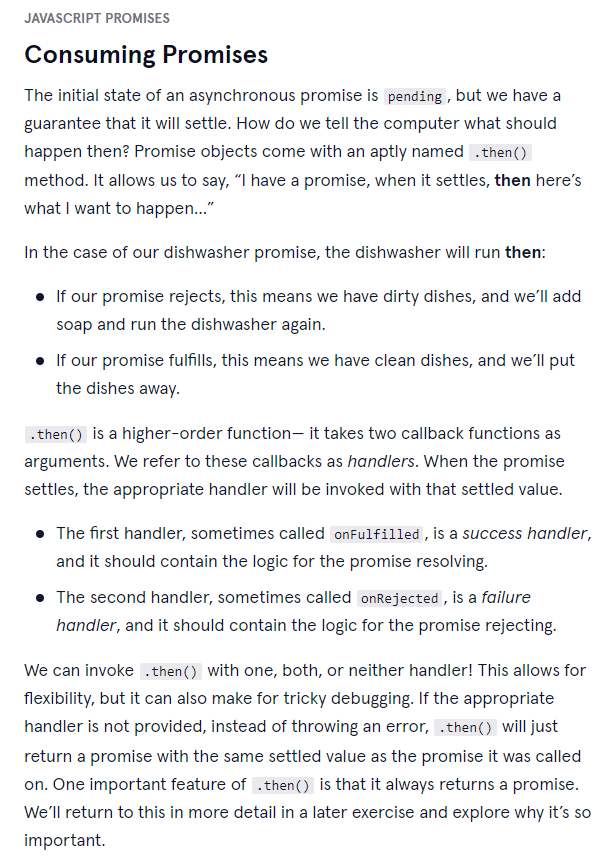 JAVASCRIPT PROMISES
Consuming Promises
The initial state of an asynchronous promise is pending, but we have a
guarantee that it will settle. How do we tell the computer what should
happen then? Promise objects come with an aptly named .then()
method. It allows us to say, “I have a promise, when it settles, then here’s
what I want to happen…”
In the case of our dishwasher promise, the dishwasher will run then:
● If our promise rejects, this means we have dirty dishes, and we’ll add
soap and run the dishwasher again.
● If our promise fulfills, this means we have clean dishes, and we’ll put
the dishes away.
.then() is a higher-order function— it takes two callback functions as
arguments. We refer to these callbacks as handlers. When the promise
settles, the appropriate handler will be invoked with that settled value.
● The first handler, sometimes called onFulfilled, is a success handler,
and it should contain the logic for the promise resolving.
● The second handler, sometimes called onRejected, is a failure
handler, and it should contain the logic for the promise rejecting.
We can invoke .then() with one, both, or neither handler! This allows for
flexibility, but it can also make for tricky debugging. If the appropriate
handler is not provided, instead of throwing an error, .then() will just
return a promise with the same settled value as the promise it was called
on. One important feature of .then() is that it always returns a promise.
We’ll return to this in more detail in a later exercise and explore why it’s so
important.